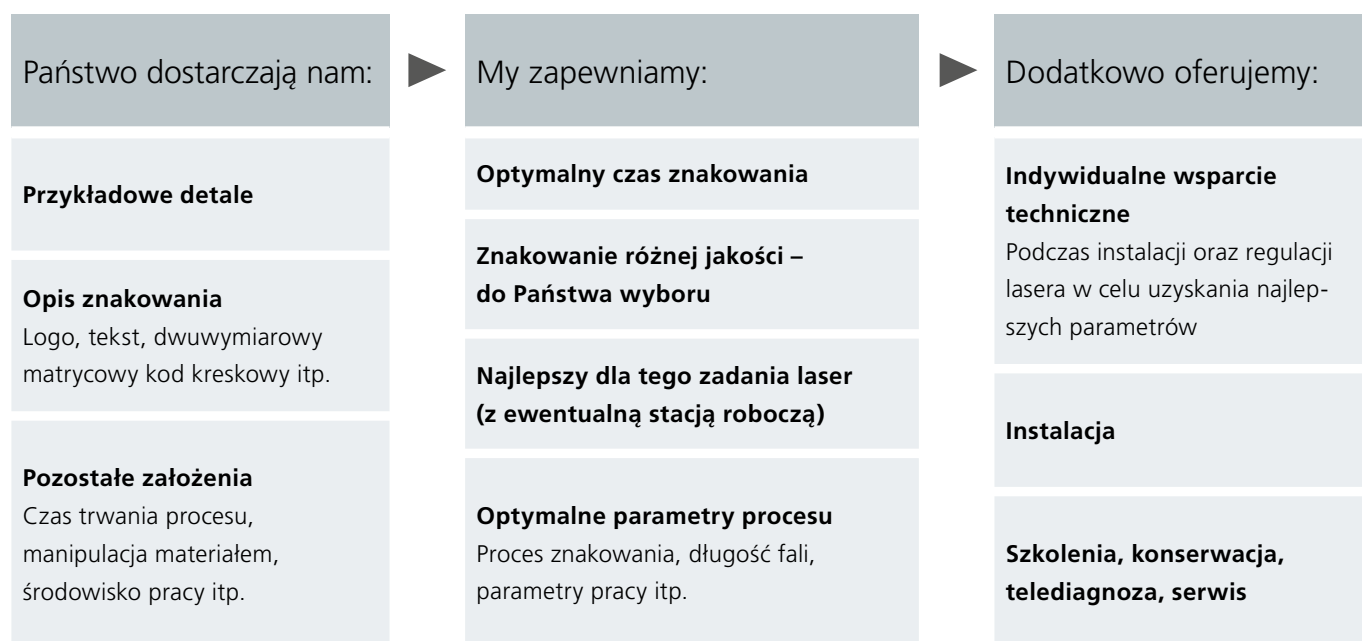 Państwo dostarczają nam:
Przykładowe detale
Opis znakowania
Logo, tekst, dwuwymiarowy
matrycowy kod kreskowy itp.
Pozostałe założenia
Czas trwania procesu,
manipulacja materiałem,
środowisko pracy itp.
My zapewniamy:
Optymalny czas znakowania
Znakowanie różnej jakości –
do Państwa wyboru
Najlepszy dla tego zadania laser
(z ewentualną stacją roboczą)
Optymalne parametry procesu
Proces znakowania, długość fali,
parametry pracy itp.
Dodatkowo oferujemy:
Indywidualne wsparcie
techniczne
Podczas instalacji oraz regulacji
lasera w celu uzyskania najlep-
szych parametrów
Instalacja
Szkolenia, konserwacja,
telediagnoza, serwis